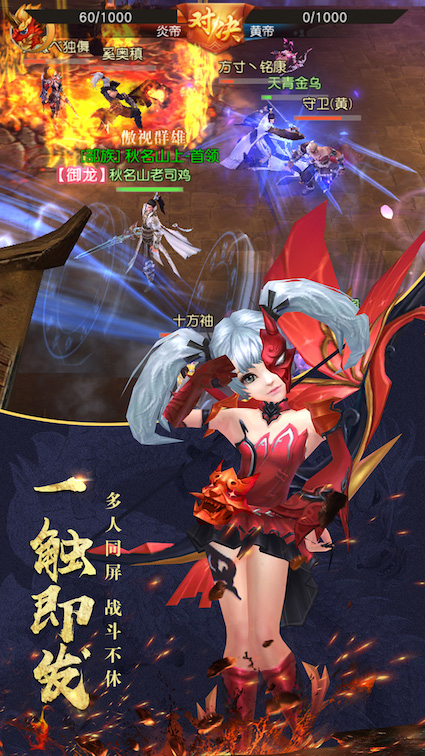 60/1000
对决
0/1000
炎帝
黄帝
奚奥稹
方寸丶铭康
天青金乌
守卫(黄)
傲视群雄
[部族]秋名山上·首领
【御龙】秋名山老司鸡
十方袖
一触即发
多人同屏 战斗不休